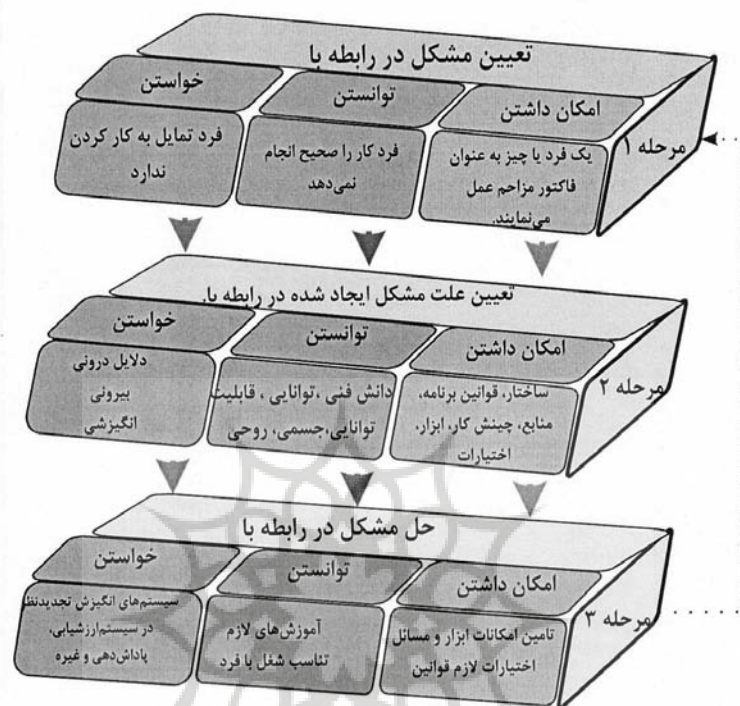 تعیین مشکل در رابطه با
امکان داشتن
توانستن
خواستن
مرحله ۱
یک فرد یا چیز به عنوان
فاکتور مزاحم عمل
می‌نمایند.
فرد کار را صحیح انجام
نمی‌دهد
فرد تمایل به کار کردن
ندارد
تعیین علت مشکل ایجاد شده در رابطه با.
امکان داشتن
توانستن
خواستن
مرحله ۲
ساختار، قوانین برنامه،
منابع، چینش کار، ابزار،
اختیارات
دانش فنی ،توانایی ، قابلیت
توانایی،جسمی، روحی
دلایل درونی
بیرونی
انگیزشی
حل مشکل در رابطه با
امکان داشتن
توانستن
خواستن
مرحله ۳
تامین امکانات ابزار و مسائل
اختیارات لازم قوانین
آموزش‌های لازم
تناسب شغل با فرد
سیستم‌های انگیزش تجدیدنظر
در سیستم‌ارزشیابی،
پاداش‌دهی و غیره